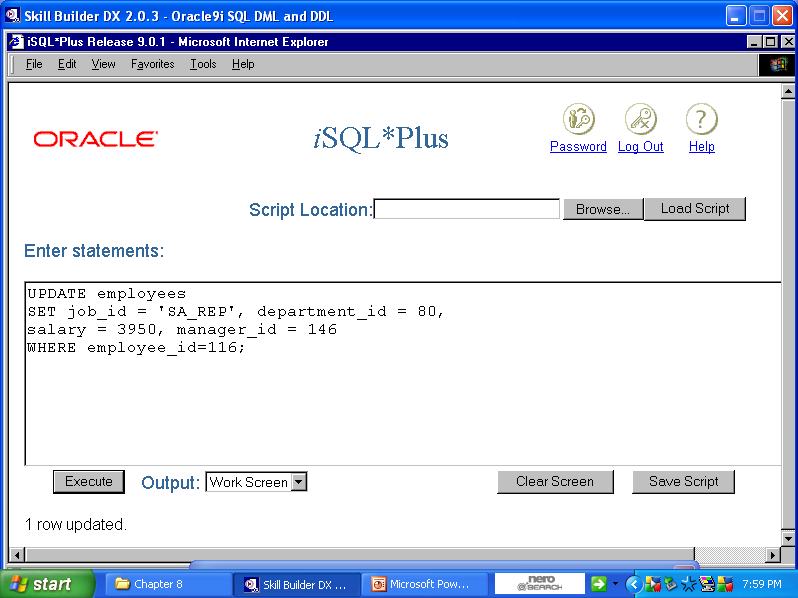 Skill Builder DX 2.0.3 - Oracle9i SQL DML and DDL
iSQL*Plus Release 9.0.1 - Microsoft Internet Explorer
File Edit View Favorites Tools Help
ORACLE
iSQL*Plus
Password Log Out Help
Script Location: Browse... Load Script
Enter statements:
UPDATE employees
SET job_id = 'SA_REP', department_id = 80,
salary = 3950, manager_id = 146
WHERE employee_id=116;
Execute Output: Work Screen Clear Screen Save Script
1 row updated.
start Chapter 8 Skill Builder DX ... Microsoft Pow... nero @SEARCH 7:59 PM